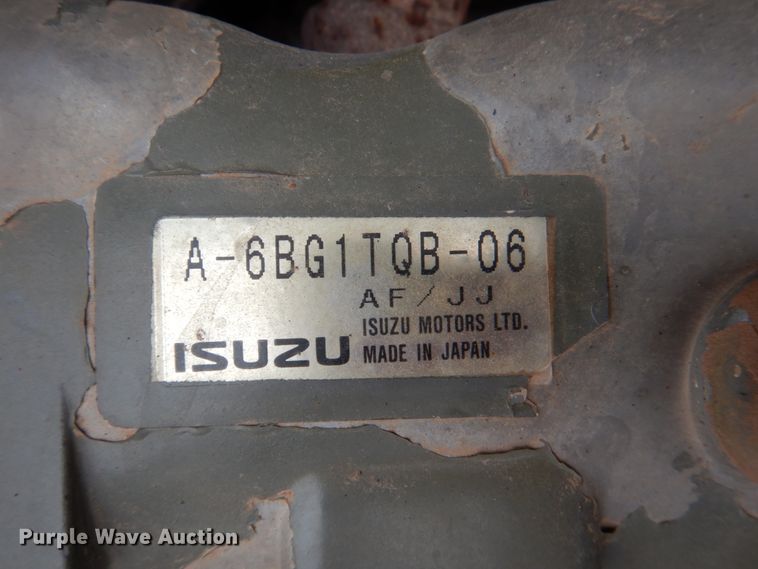 A-6BG1TQB-06
AF/JJ
ISUZU
ISUZU MOTORS LTD.
MADE IN JAPAN
Purple Wave Auction